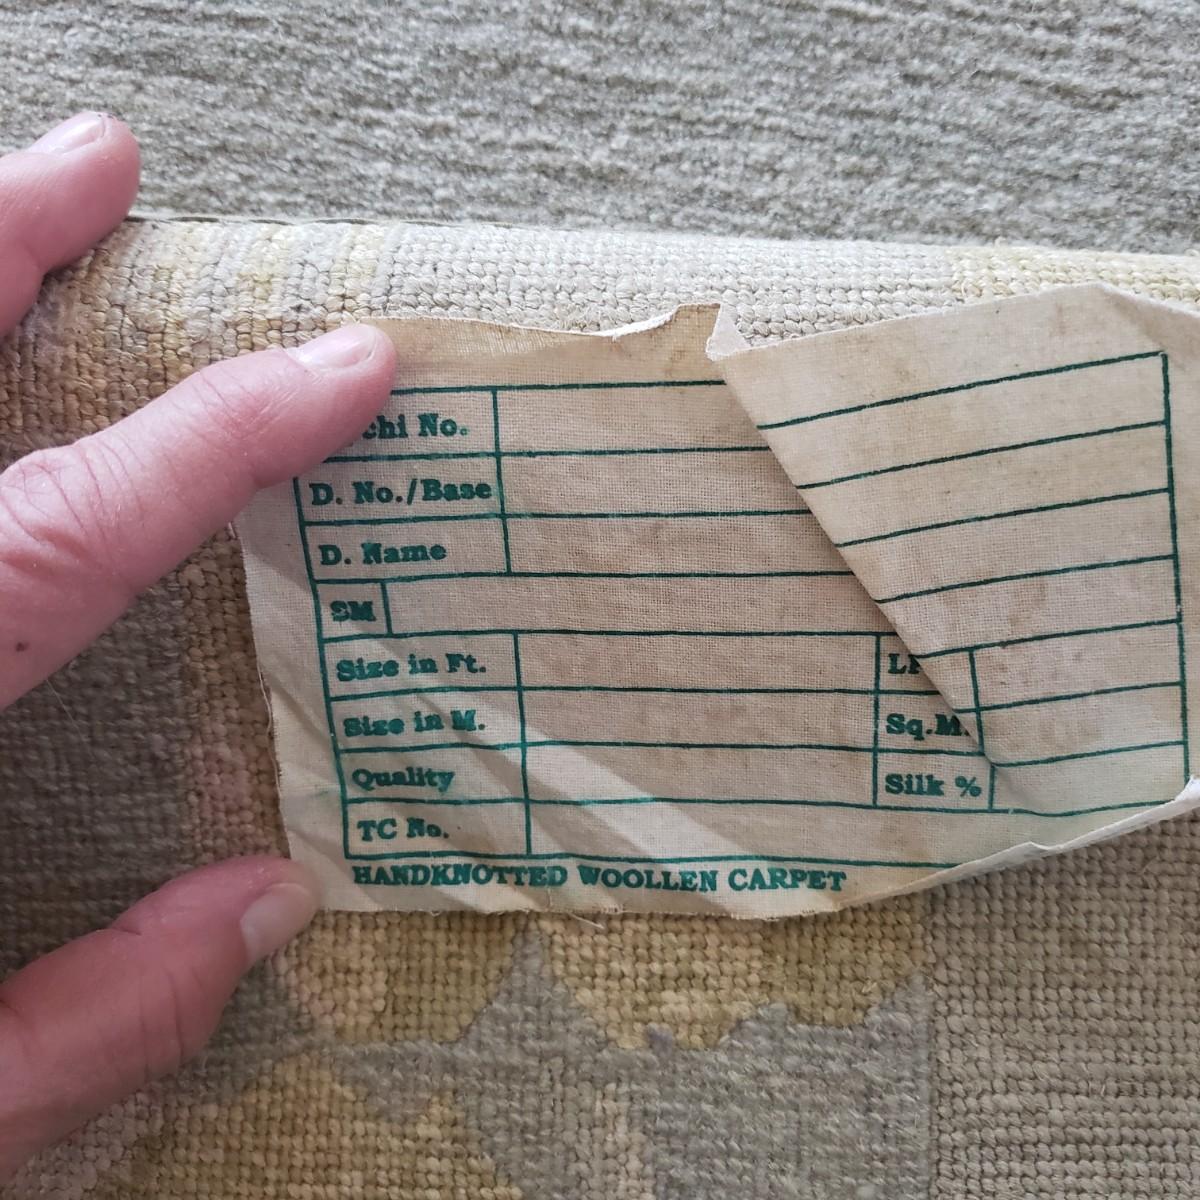 chi No.
D. No./Base
D. Name
SM
Size in Ft.
Size in M. Sq.M.
Quality Silk %
TC No.
HANDKNOTTED WOOLLEN CARPET